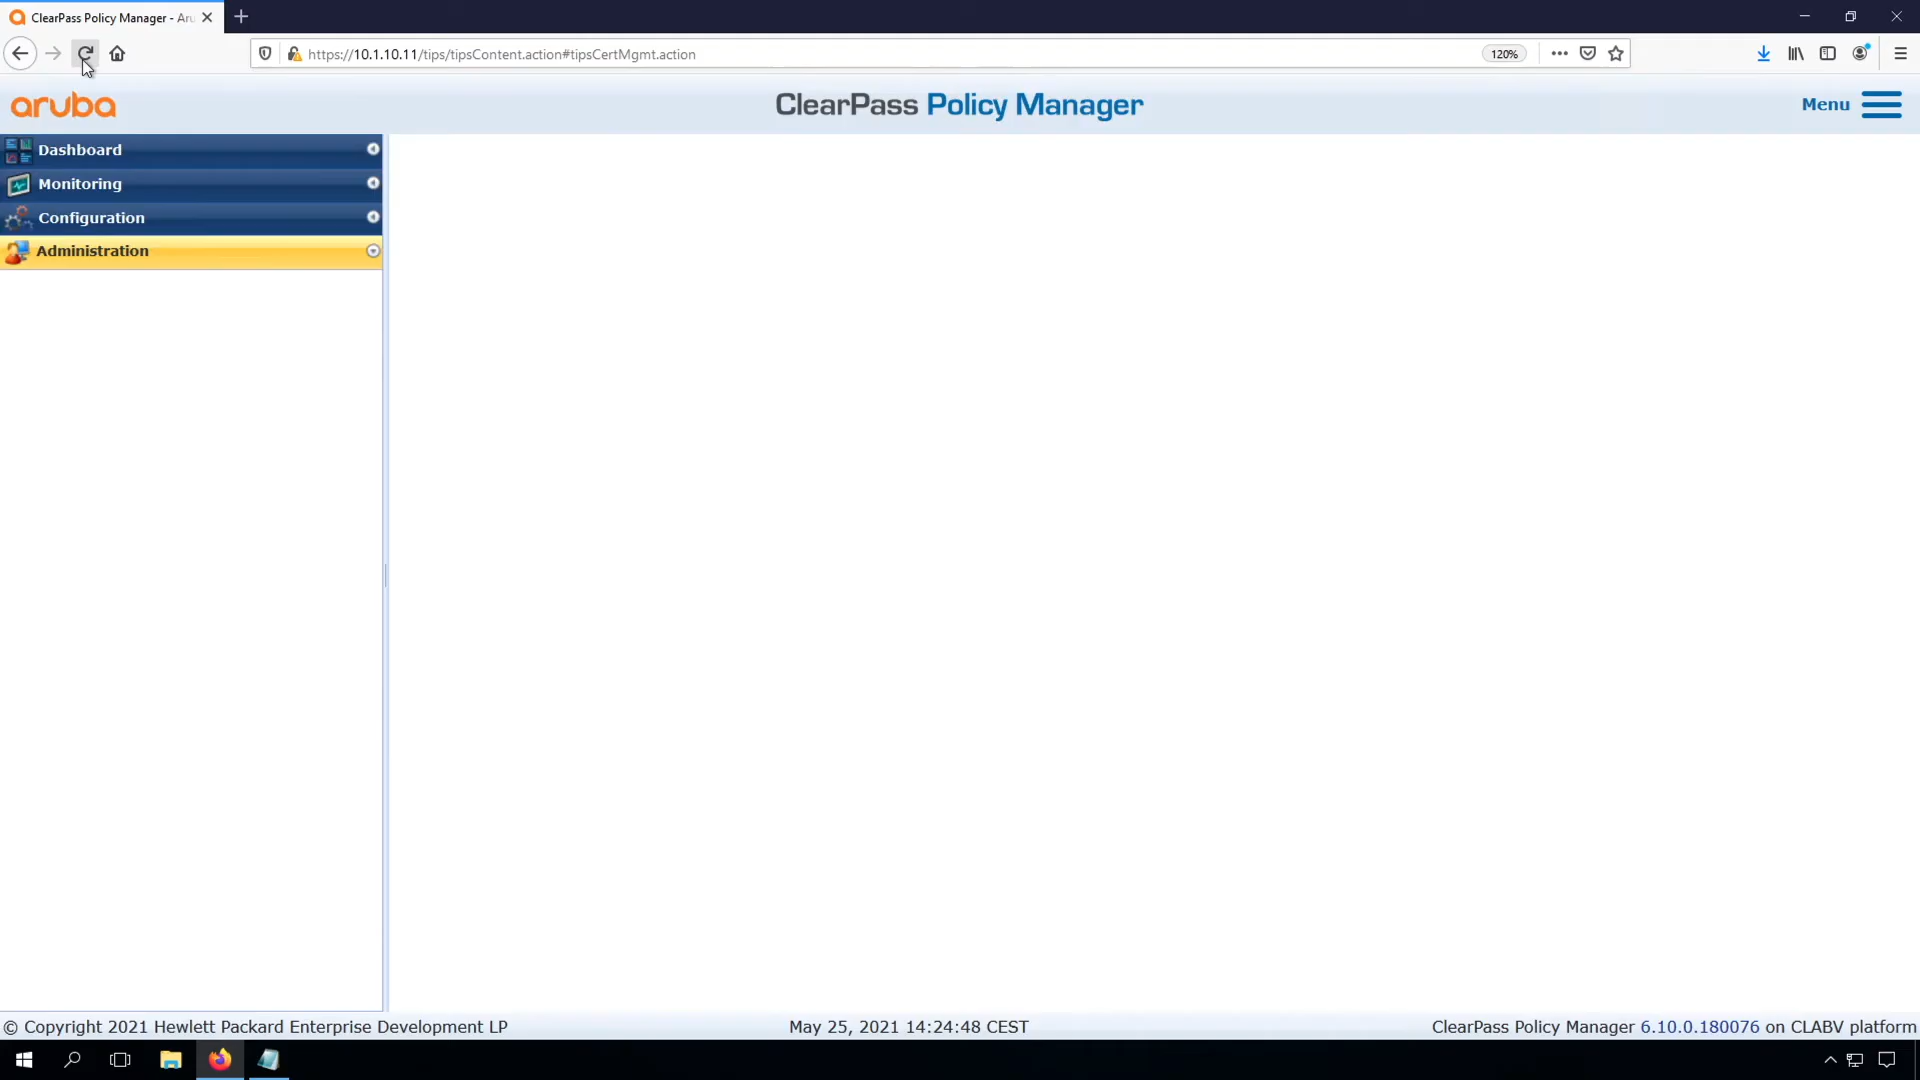 ClearPass Policy Manager - Aru
https://10.1.10.11/tips/tipsContent.action#tipsCertMgmt.action
120%
aruba
ClearPass Policy Manager
Menu
Dashboard
Monitoring
Configuration
Administration
© Copyright 2021 Hewlett Packard Enterprise Development LP
May 25, 2021 14:24:48 CEST
ClearPass Policy Manager 6.10.0.180076 on CLABV platform